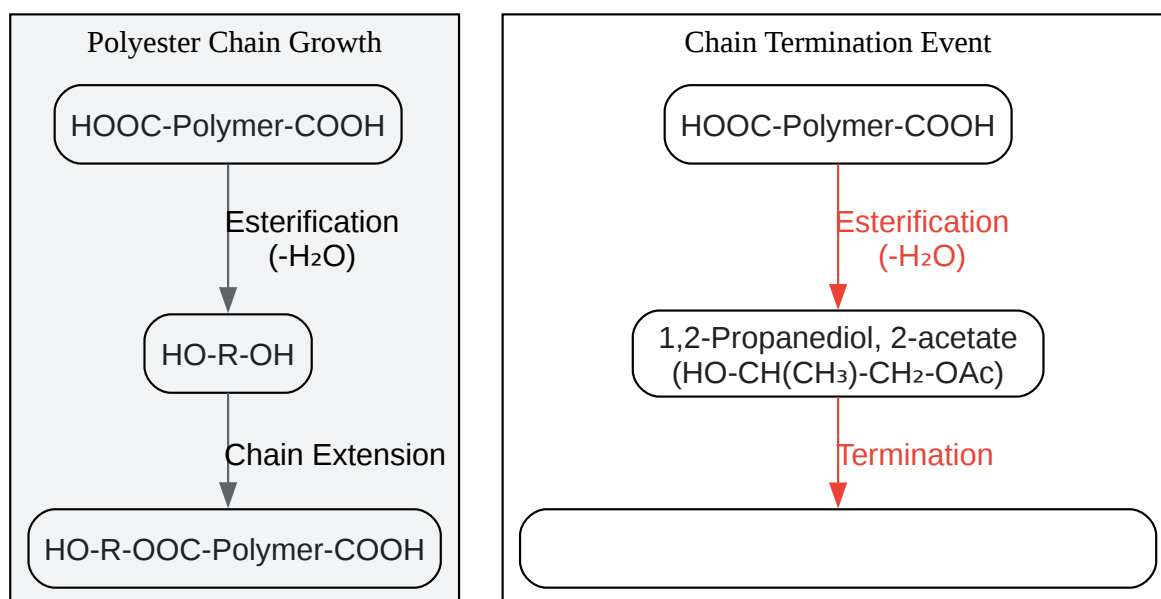 Polyester Chain Growth
HOOC-Polymer-COOH
Esterification
(-H₂O)
HO-R-OH
Chain Extension
HO-R-OOC-Polymer-COOH
Chain Termination Event
HOOC-Polymer-COOH
Esterification
(-H₂O)
1,2-Propanediol, 2-acetate
(HO-CH(CH₃)-CH₂-OAc)
Termination